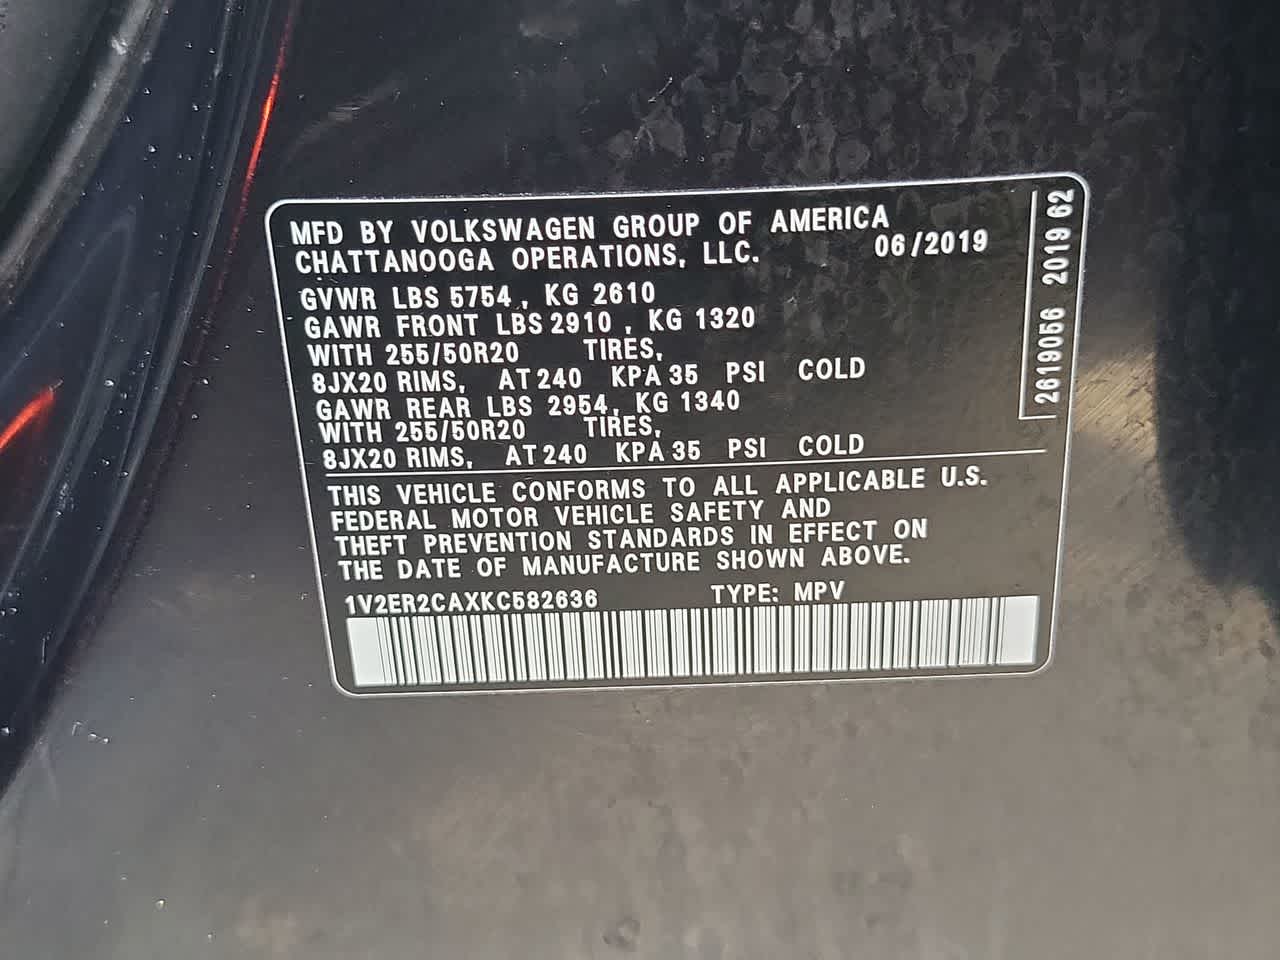 MFD BY VOLKSWAGEN GROUP OF AMERICA
CHATTANOOGA OPERATIONS, LLC. 06/2019
GVWR LBS 5754, KG 2610
GAWR FRONT LBS 2910, KG 1320
WITH 255/50R20 TIRES,
8JX20 RIMS, AT 240 KPA 35 PSI COLD
GAWR REAR LBS 2954, KG 1340
WITH 255/50R20 TIRES,
8JX20 RIMS, AT 240 KPA 35 PSI COLD
THIS VEHICLE CONFORMS TO ALL APPLICABLE U.S.
FEDERAL MOTOR VEHICLE SAFETY AND
THEFT PREVENTION STANDARDS IN EFFECT ON
THE DATE OF MANUFACTURE SHOWN ABOVE.
1V2ER2CAXKC582636 TYPE: MPV
2619056 2019 62